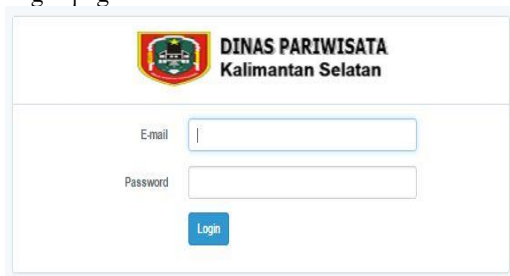 DINAS PARIWISATA
Kalimantan Selatan
E-mail
Password
Login